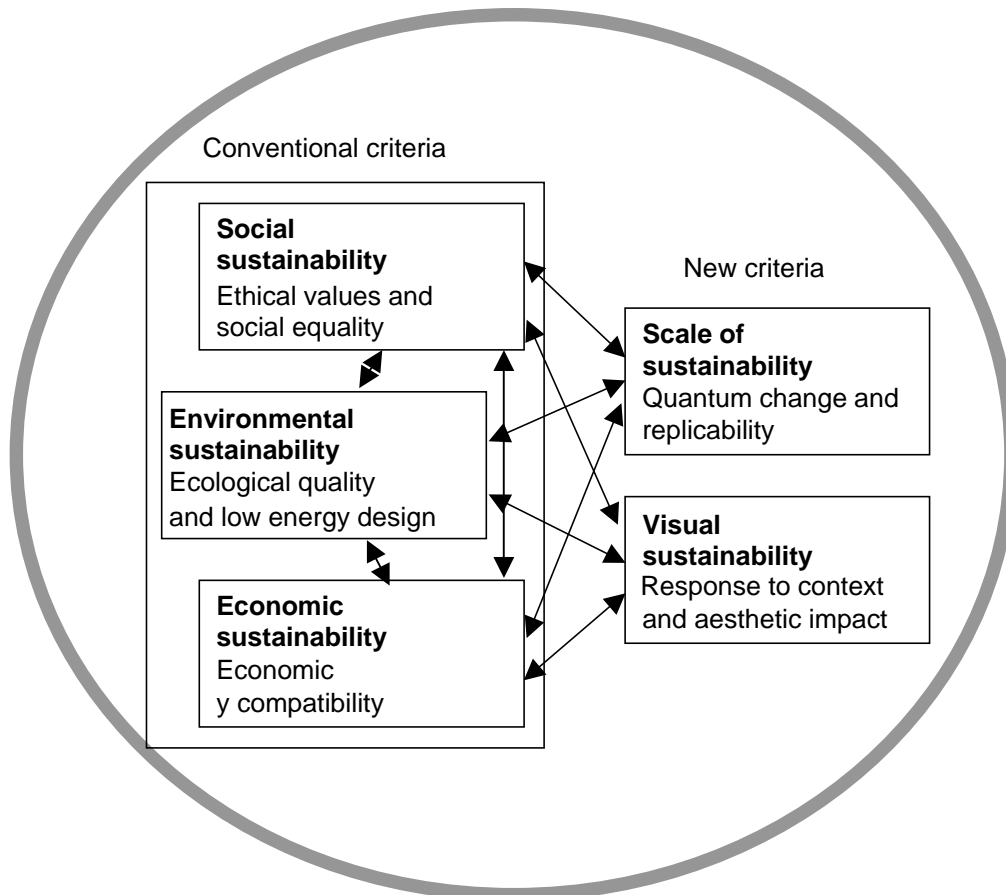 Conventional criteria
Social
sustainability
Ethical values and
social equality
Environmental
sustainability
Ecological quality
and low energy design
Economic
sustainability
Economic
y compatibility
New criteria
Scale of
sustainability
Quantum change and
replicability
Visual
sustainability
Response to context
and aesthetic impact